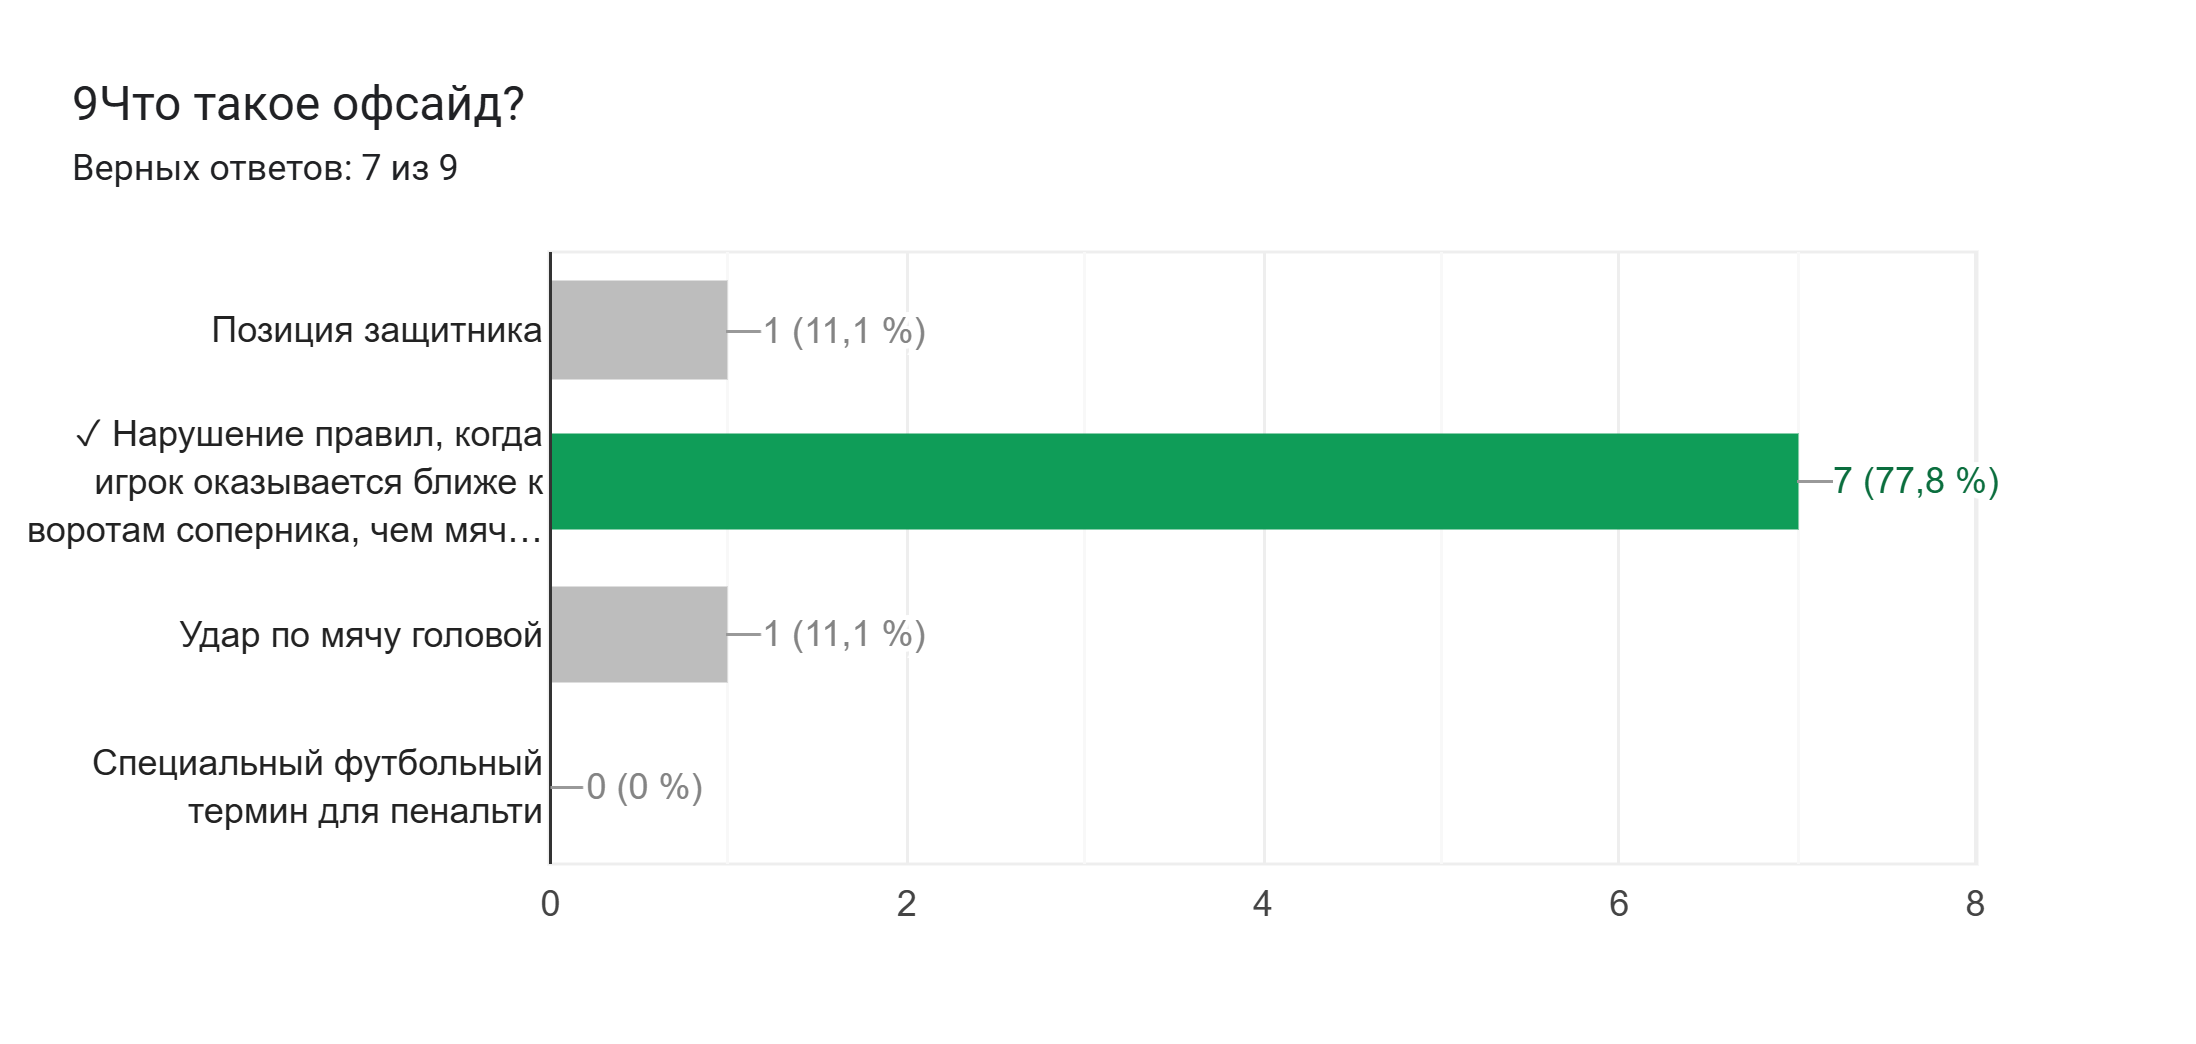 9Что такое офсайд?
Верных ответов: 7 из 9
Позиция защитника
1 (11,1 %)
✓ Нарушение правил, когда
игрок оказывается ближе к
воротам соперника, чем мяч…
7 (77,8 %)
Удар по мячу головой
1 (11,1 %)
Специальный футбольный
термин для пенальти
0 (0 %)
0 2 4 6 8